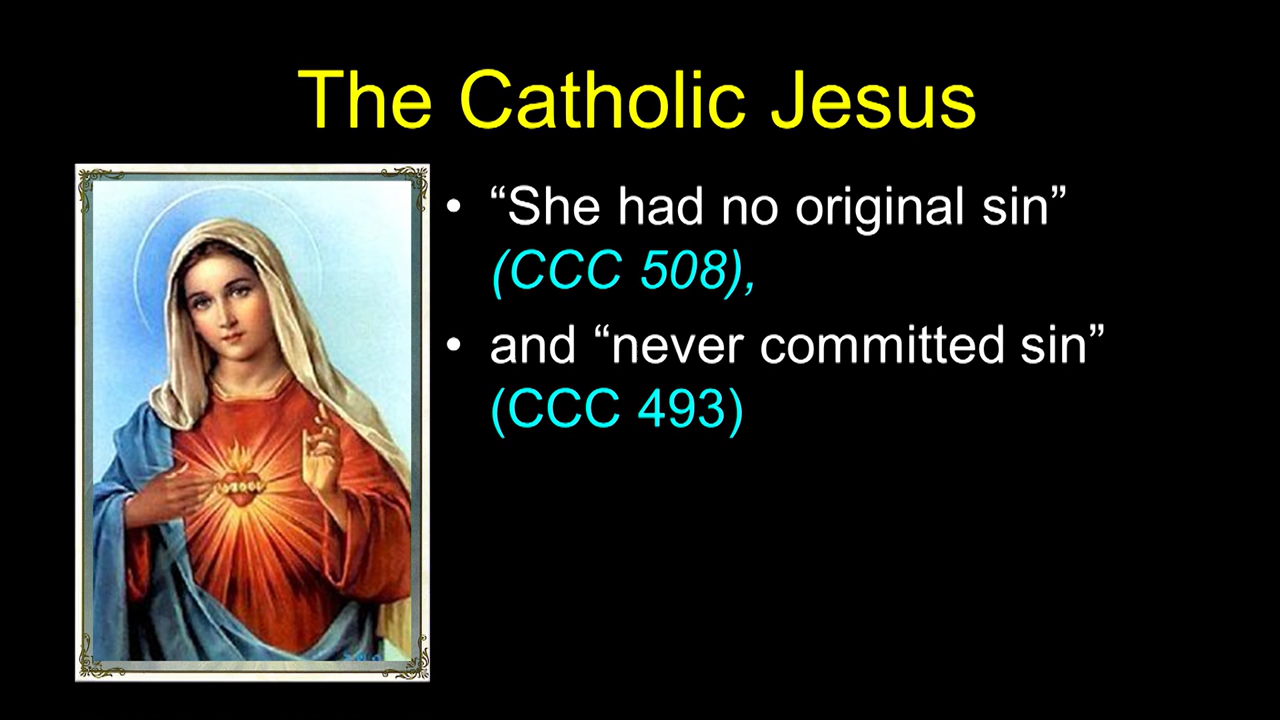 The Catholic Jesus
• “She had no original sin”
(CCC 508),
• and “never committed sin”
(CCC 493)